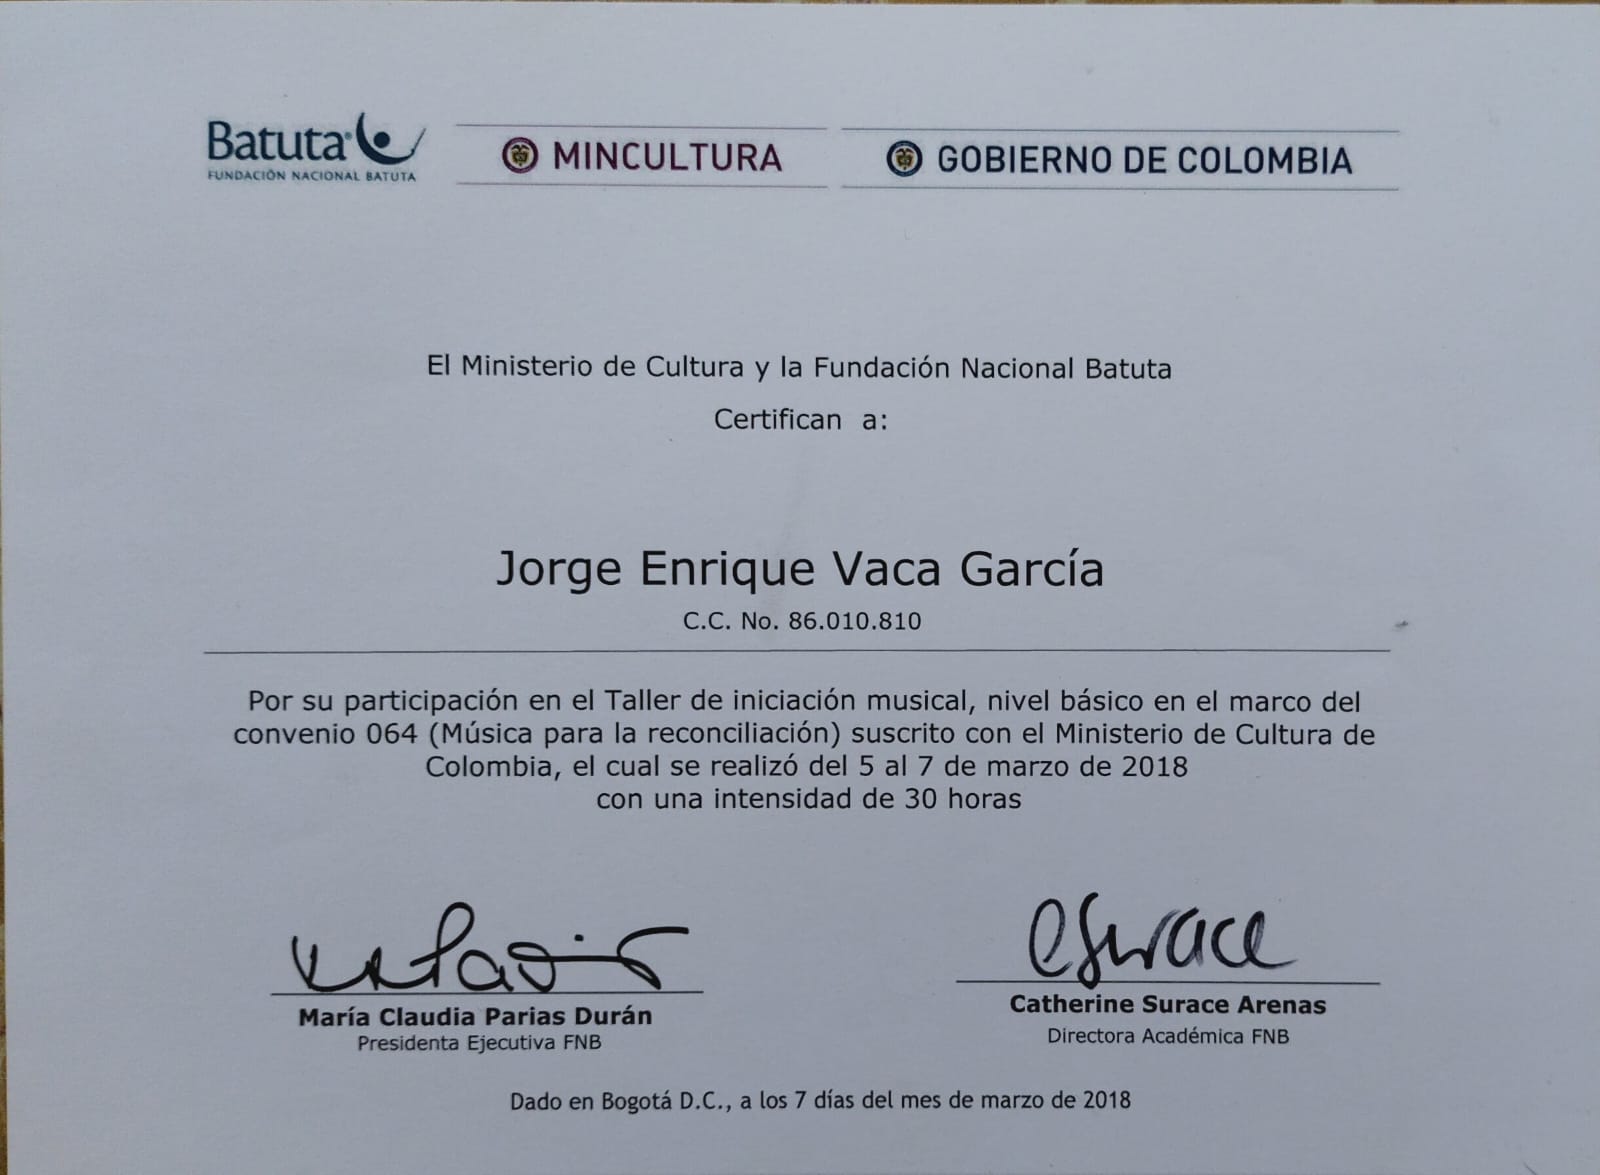 Batuta
FUNDACIÓN NACIONAL BATUTA
MINCULTURA
GOBIERNO DE COLOMBIA
El Ministerio de Cultura y la Fundación Nacional Batuta
Certifican a:
Jorge Enrique Vaca García
C.C. No. 86.010.810
Por su participación en el Taller de iniciación musical, nivel básico en el marco del
convenio 064 (Música para la reconciliación) suscrito con el Ministerio de Cultura de
Colombia, el cual se realizó del 5 al 7 de marzo de 2018
con una intensidad de 30 horas
CSurace
María Claudia Parias Durán
Presidenta Ejecutiva FNB
Catherine Surace Arenas
Directora Académica FNB
Dado en Bogotá D.C., a los 7 días del mes de marzo de 2018